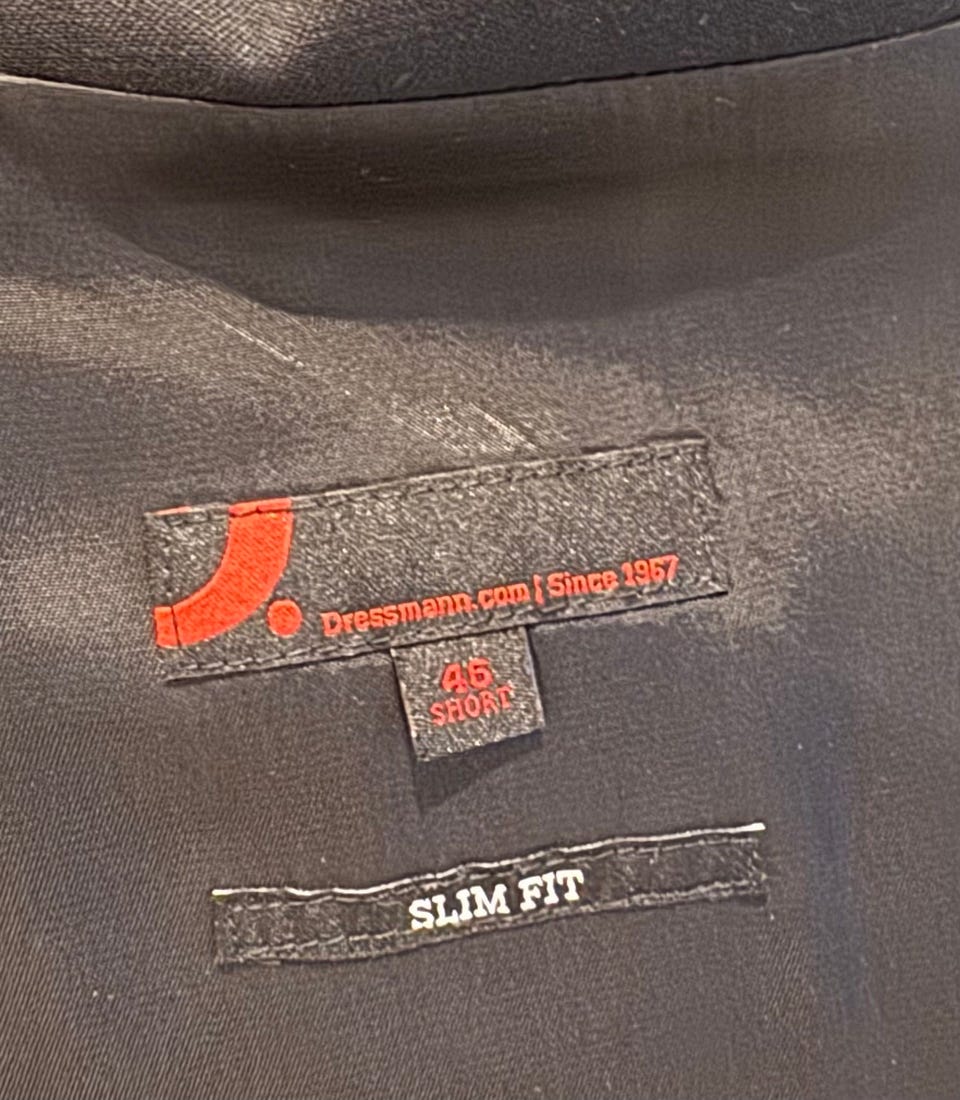 Dressmann.com | Since 1967
46
SHORT
SLIM FIT